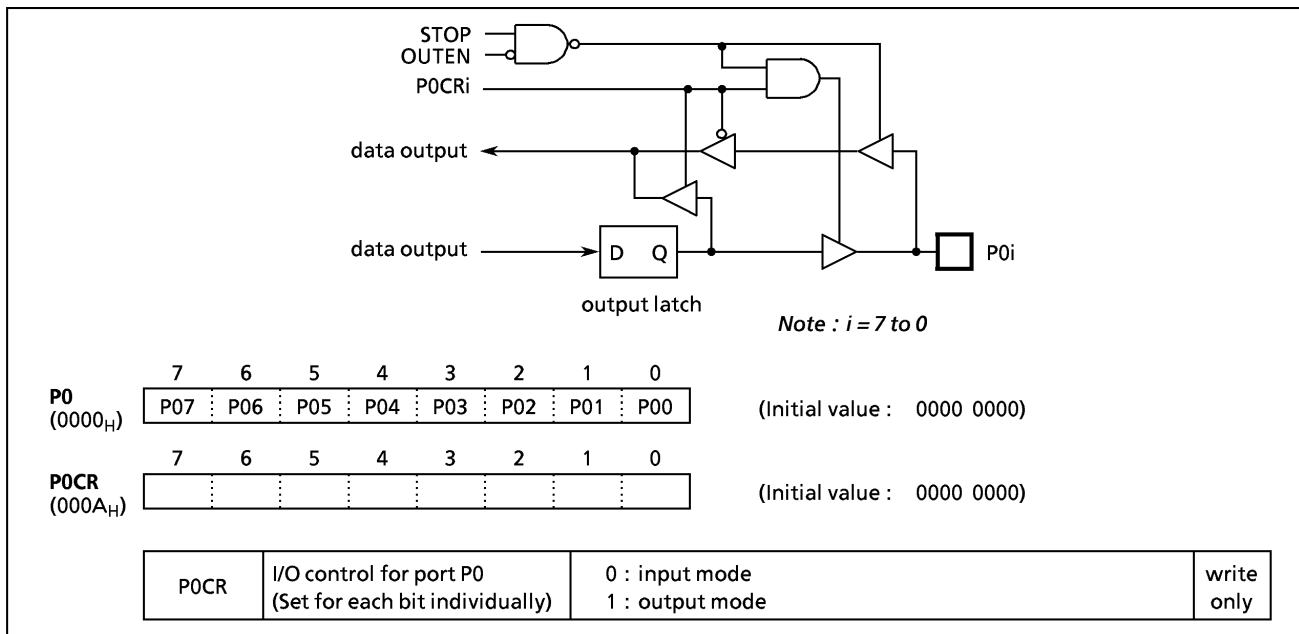 STOP
OUTEN
P0CRi
data output
data output
D Q
P0i
output latch
Note : i = 7 to 0
7 6 5 4 3 2 1 0
P0
(0000H)
P07 P06 P05 P04 P03 P02 P01 P00
(Initial value : 0000 0000)
7 6 5 4 3 2 1 0
P0CR
(000AH)
(Initial value : 0000 0000)
P0CR
I/O control for port P0
(Set for each bit individually)
0 : input mode
1 : output mode
write
only